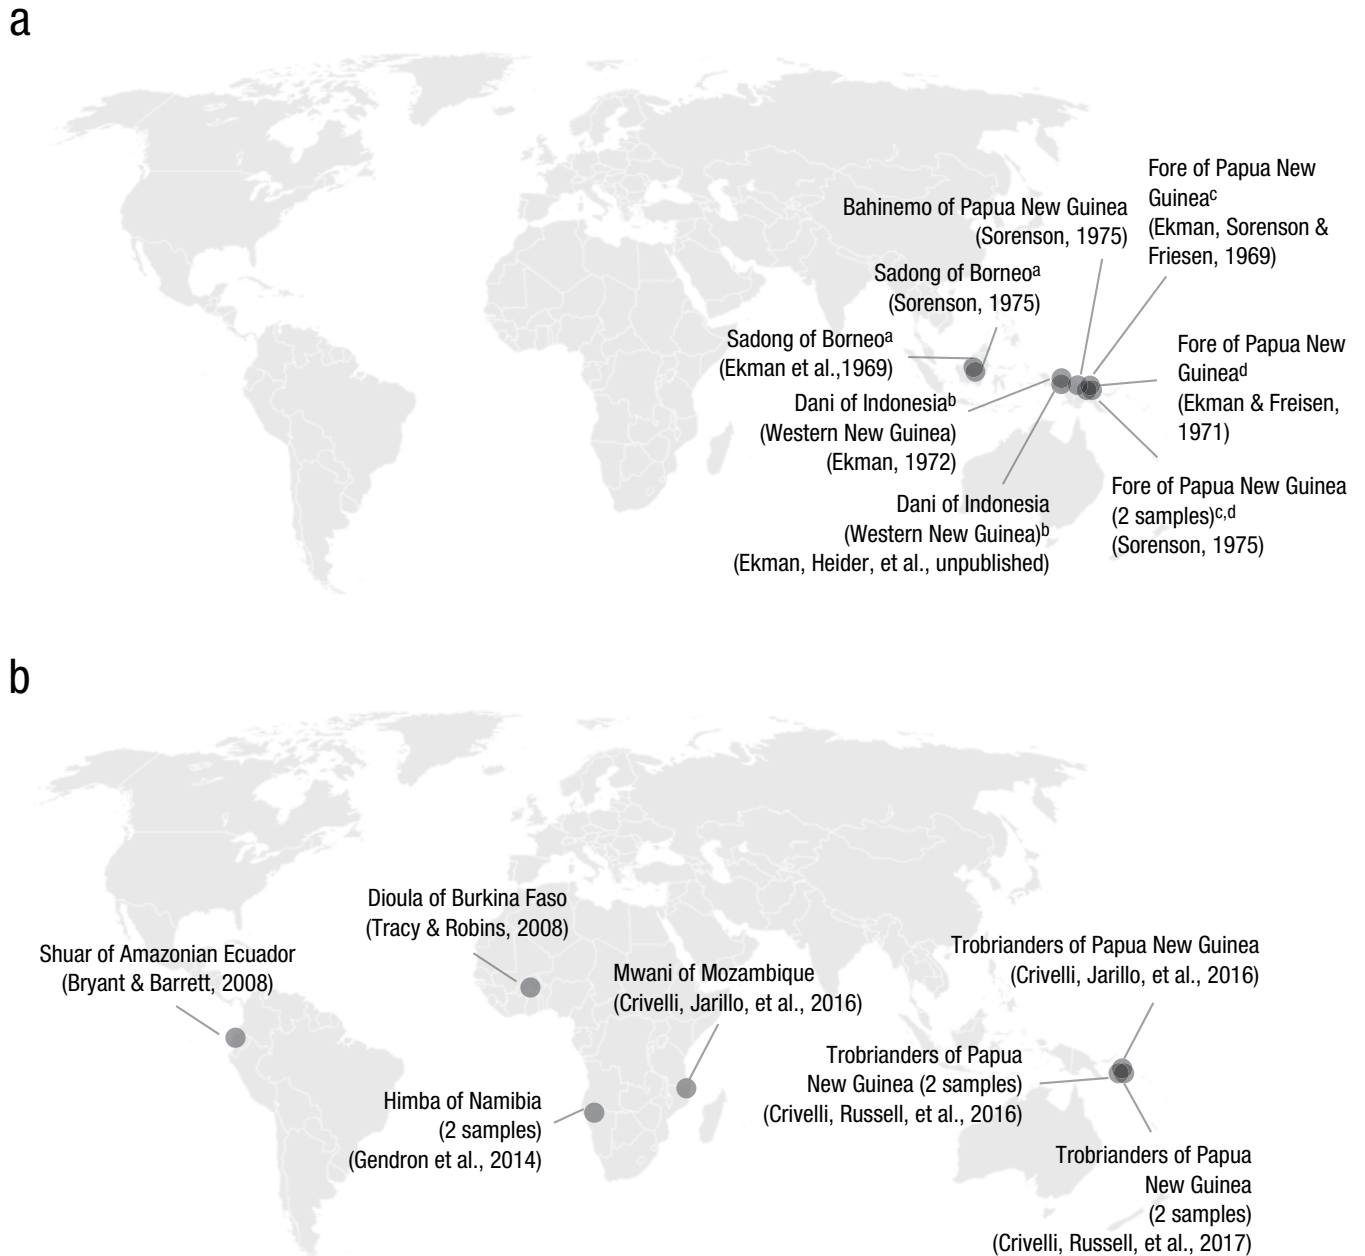 a
Fore of Papua New
Guineaᶜ
(Ekman, Sorenson &
Friesen, 1969)
Bahinemo of Papua New Guinea
(Sorenson, 1975)
Sadong of Borneoᵃ
(Sorenson, 1975)
Sadong of Borneoᵃ
(Ekman et al.,1969)
Fore of Papua New
Guineaᵈ
(Ekman & Freisen,
1971)
Dani of Indonesiaᵇ
(Western New Guinea)
(Ekman, 1972)
Fore of Papua New Guinea
(2 samples)ᶜ,ᵈ
(Sorenson, 1975)
Dani of Indonesia
(Western New Guinea)ᵇ
(Ekman, Heider, et al., unpublished)
b
Dioula of Burkina Faso
(Tracy & Robins, 2008)
Shuar of Amazonian Ecuador
(Bryant & Barrett, 2008)
Mwani of Mozambique
(Crivelli, Jarillo, et al., 2016)
Trobrianders of Papua New Guinea
(Crivelli, Jarillo, et al., 2016)
Trobrianders of Papua
New Guinea (2 samples)
(Crivelli, Russell, et al., 2016)
Himba of Namibia
(2 samples)
(Gendron et al., 2014)
Trobrianders of Papua
New Guinea
(2 samples)
(Crivelli, Russell, et al., 2017)